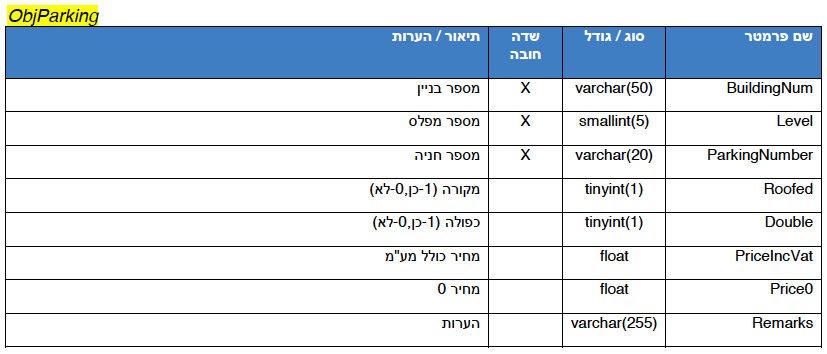 ObjParking
שם פרמטר סוג / גודל שדה חובה תיאור / הערות
BuildingNum varchar(50) X מספר בניין
Level smallint(5) X מספר מפלס
ParkingNumber varchar(20) X מספר חניה
Roofed tinyint(1) מקורה (1-כן,0-לא)
Double tinyint(1) כפולה (1-כן,0-לא)
PriceIncVat float מחיר כולל מע"מ
Price0 float מחיר 0
Remarks varchar(255) הערות